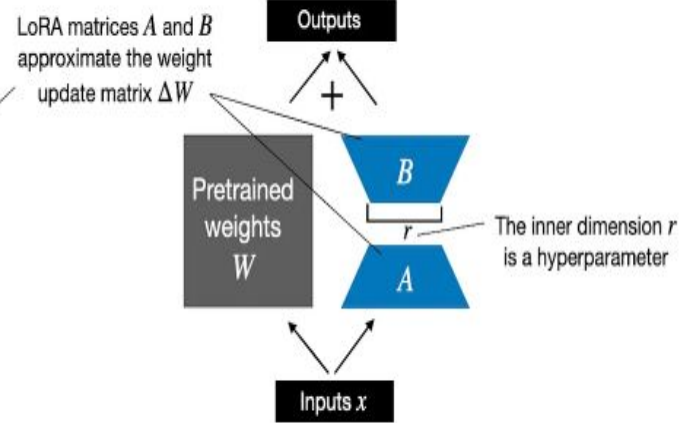 LoRA matrices A and B
approximate the weight
update matrix ΔW
Outputs
+
Pretrained
weights
W
B
r
A
The inner dimension r
is a hyperparameter
Inputs x